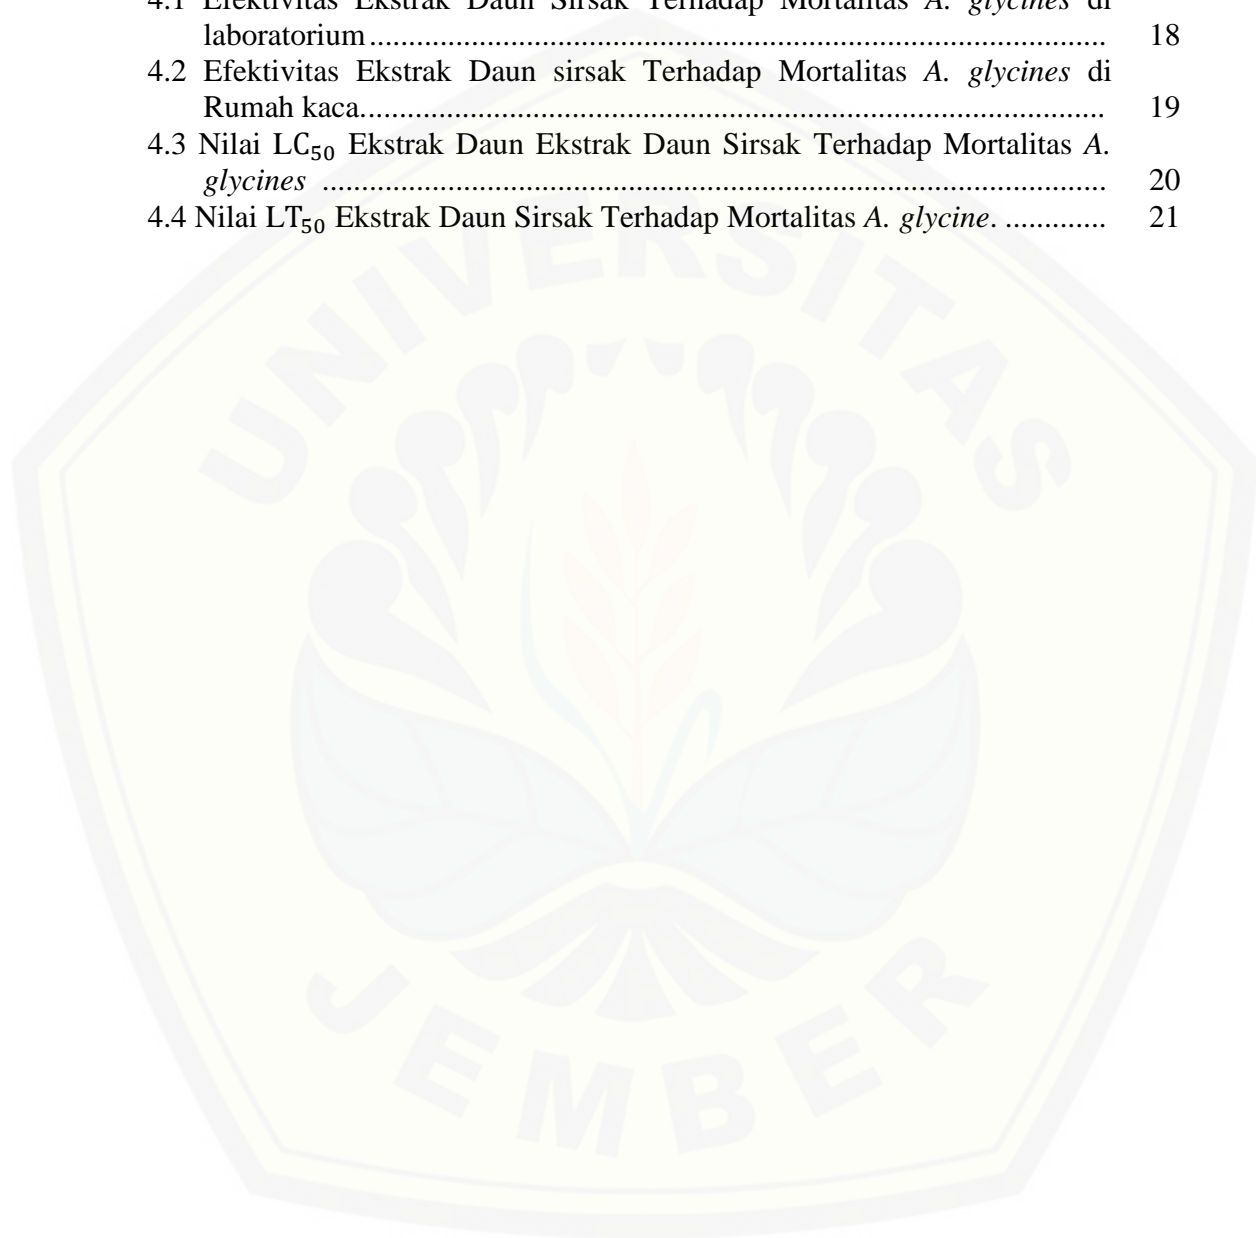 4.1 Efektivitas Ekstrak Daun Sirsak Terhadap Mortalitas A. glycines di
laboratorium............................................................................................... 18
4.2 Efektivitas Ekstrak Daun sirsak Terhadap Mortalitas A. glycines di
Rumah kaca................................................................................................ 19
4.3 Nilai LC₅₀ Ekstrak Daun Ekstrak Daun Sirsak Terhadap Mortalitas A.
glycines ..................................................................................................... 20
4.4 Nilai LT₅₀ Ekstrak Daun Sirsak Terhadap Mortalitas A. glycine. ............. 21
UNIVERSITAS
JEMBER